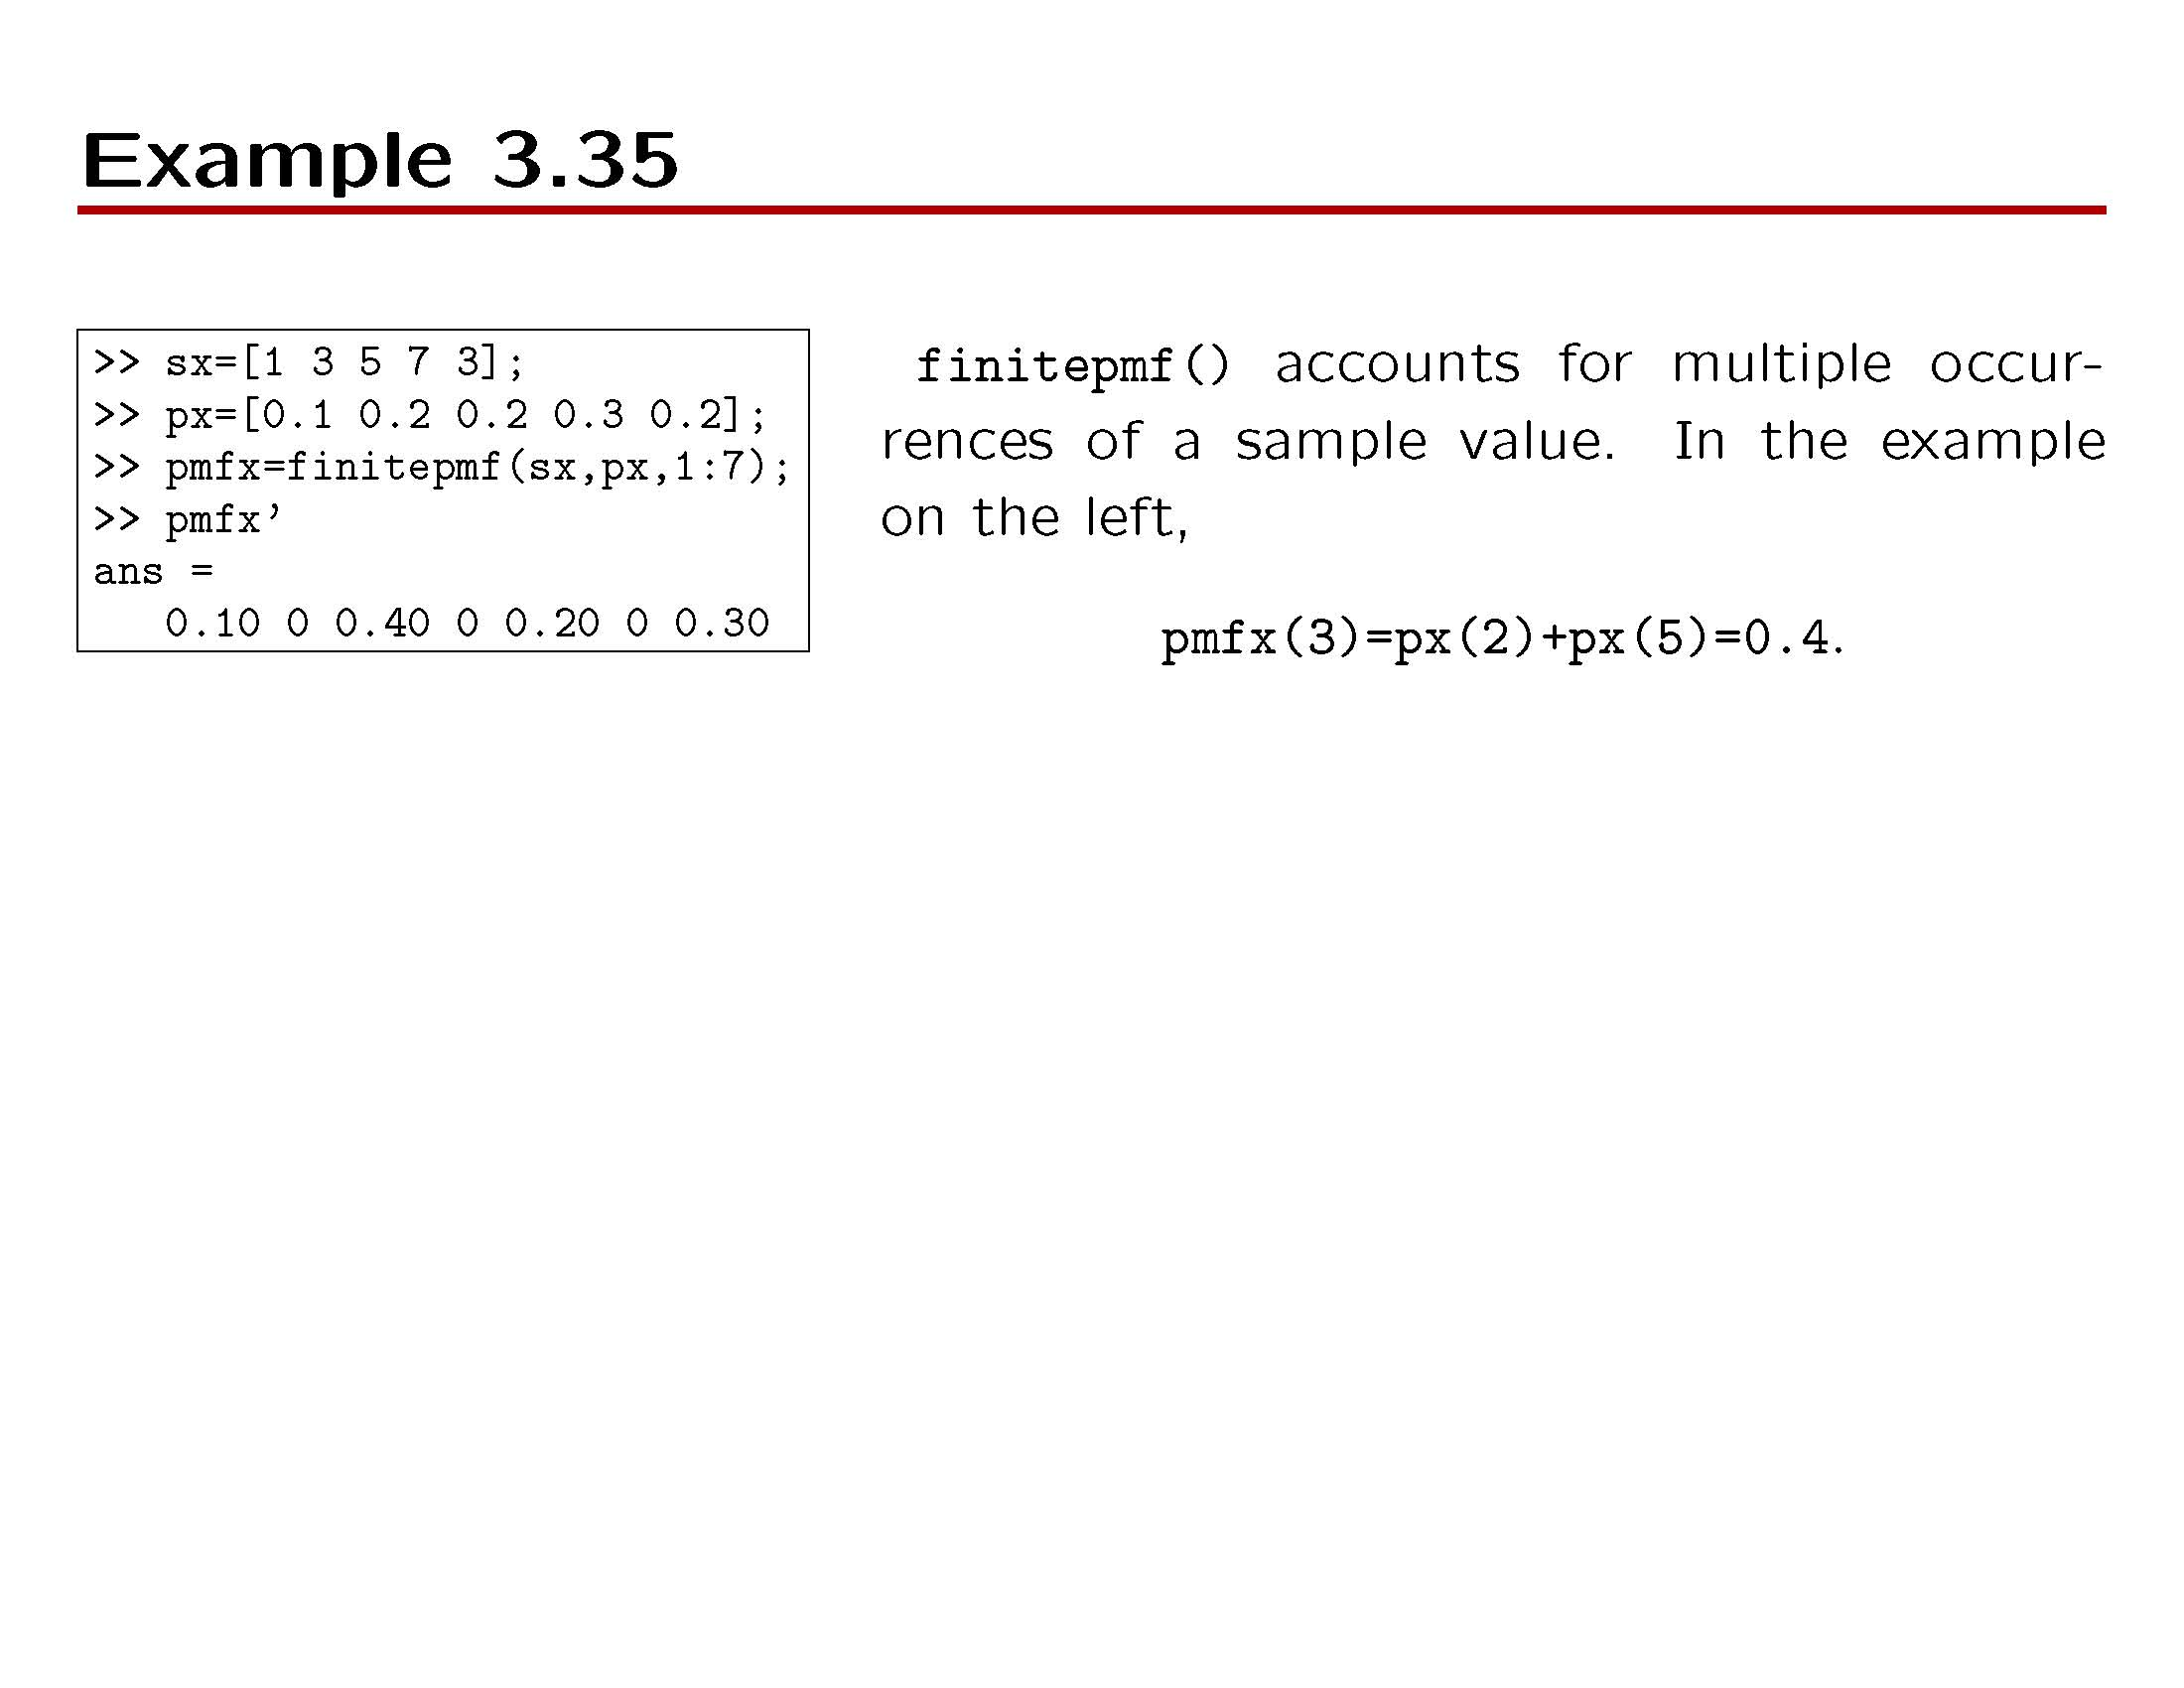 Example 3.35
>> sx=[1 3 5 7 3];
>> px=[0.1 0.2 0.2 0.3 0.2];
>> pmfx=finitepmf(sx,px,1:7);
>> pmfx’
ans =
0.10 0 0.40 0 0.20 0 0.30
finitepmf() accounts for multiple occur-
rences of a sample value. In the example
on the left,
pmfx(3)=px(2)+px(5)=0.4.